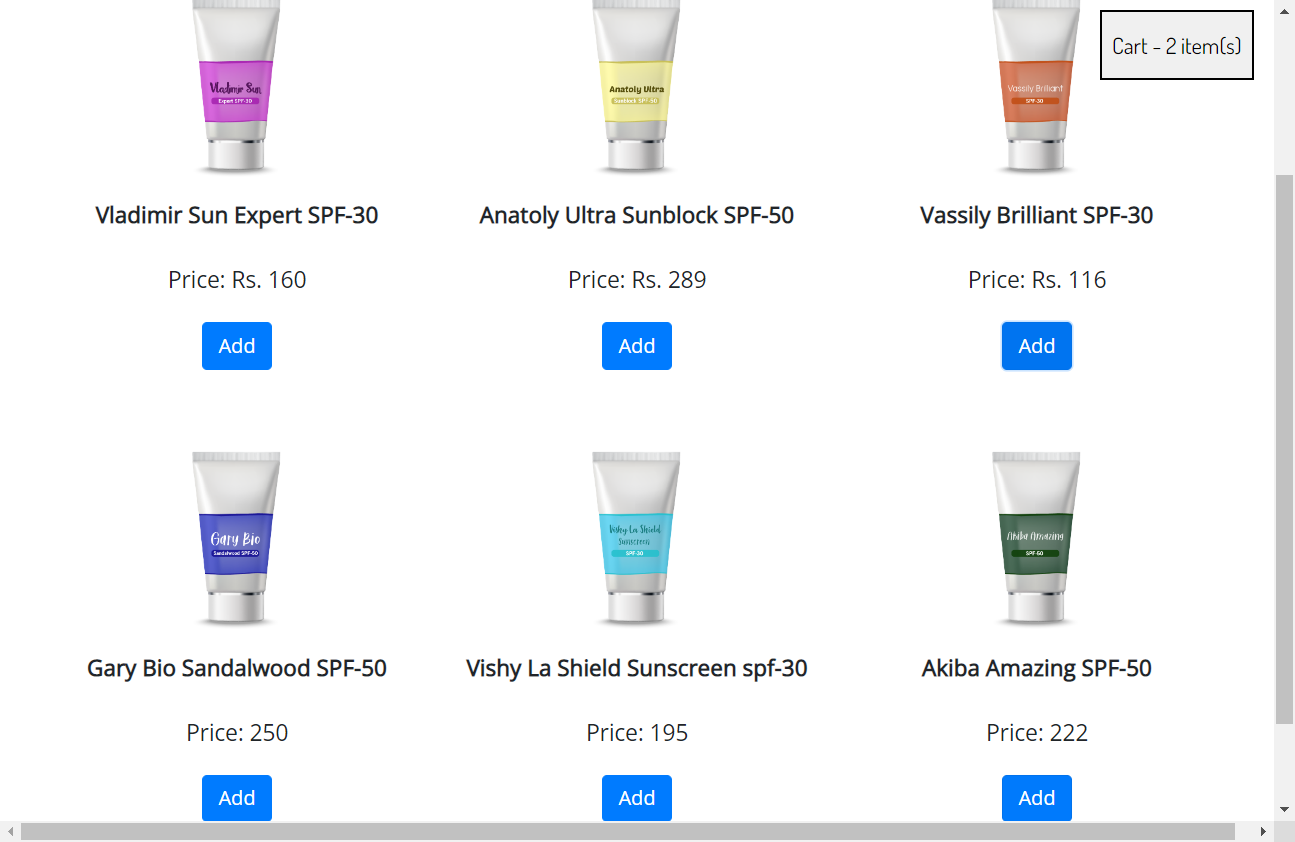 Cart - 2 item(s)
Vladimir Sun
Expert SPF-30
Anatoly Ultra
Sunblock SPF-50
Vassily Brilliant
SPF-30
Vladimir Sun Expert SPF-30
Anatoly Ultra Sunblock SPF-50
Vassily Brilliant SPF-30
Price: Rs. 160
Price: Rs. 289
Price: Rs. 116
Add
Add
Add
Gary Bio
Sandalwood SPF-50
Vishy La Shield
Sunscreen
SPF-30
Akiba Amazing
SPF-50
Gary Bio Sandalwood SPF-50
Vishy La Shield Sunscreen spf-30
Akiba Amazing SPF-50
Price: 250
Price: 195
Price: 222
Add
Add
Add